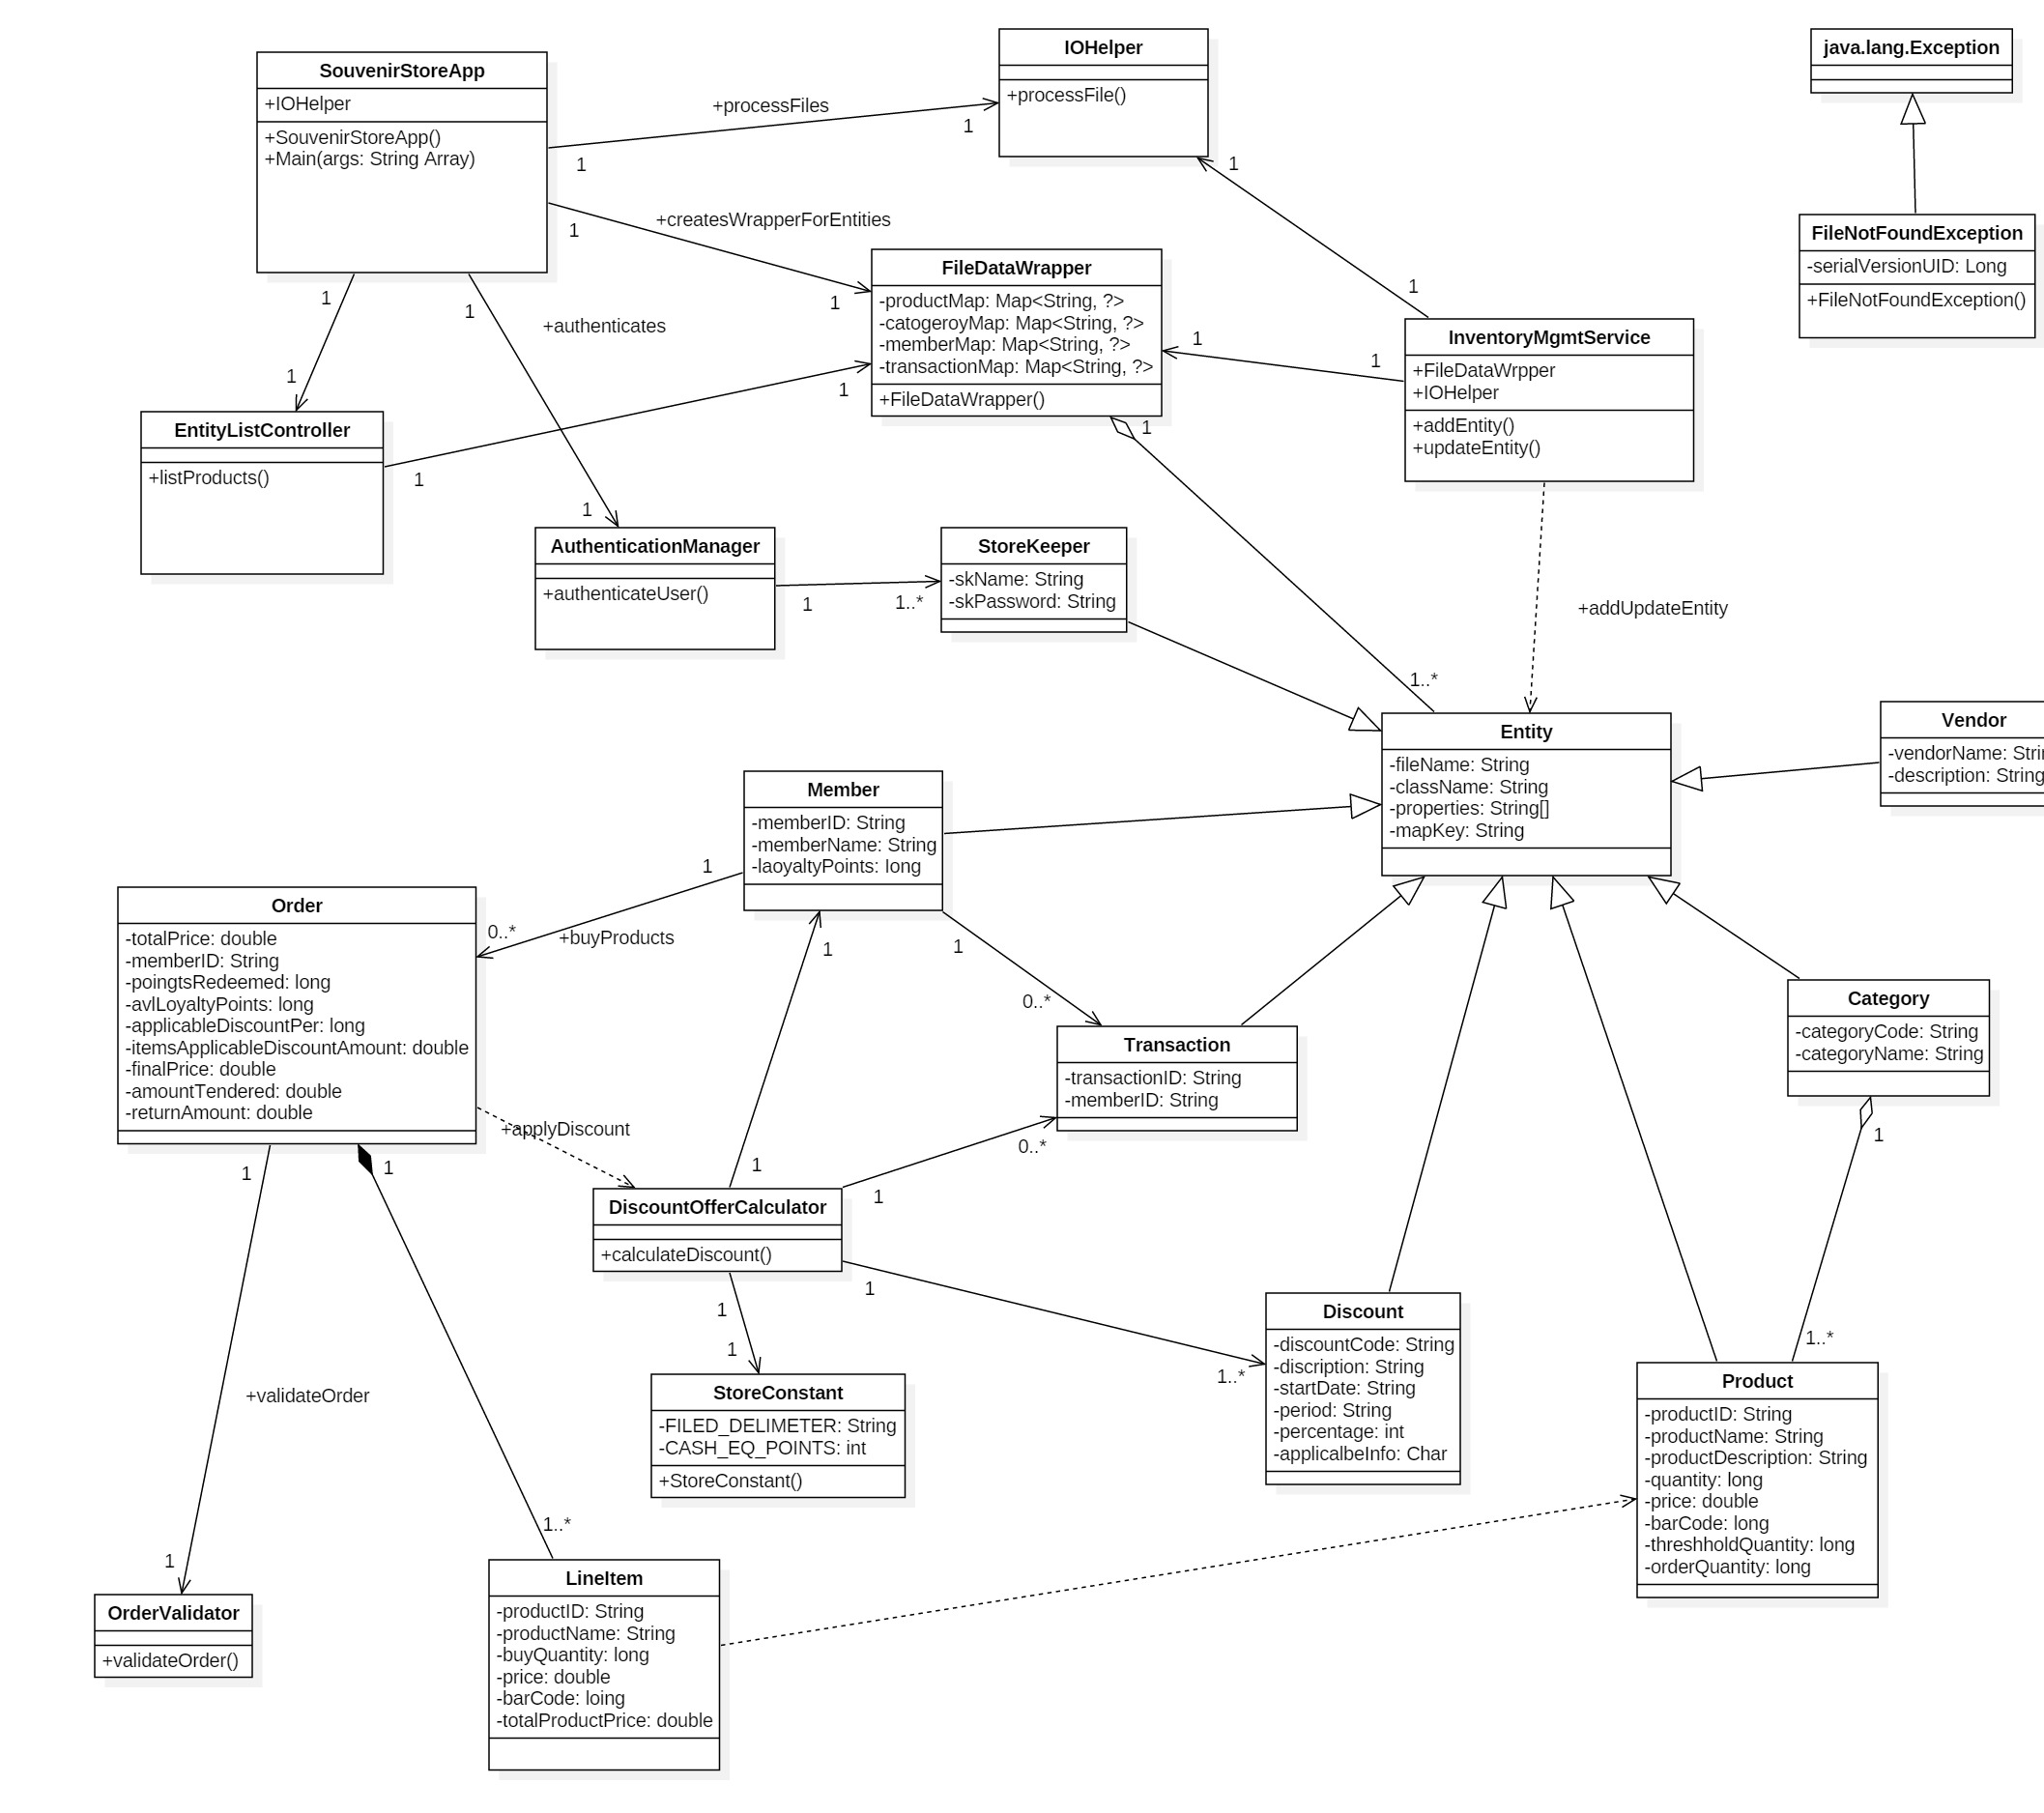 SouvenirStoreApp
+IOHelper
+SouvenirStoreApp()
+Main(args: String Array)
+processFiles
1
1
IOHelper
+processFile()
java.lang.Exception
FileNotFoundException
-serialVersionUID: Long
+FileNotFoundException()
+createsWrapperForEntities
1
1
FileDataWrapper
-productMap: Map<String, ?>
-catogeroyMap: Map<String, ?>
-memberMap: Map<String, ?>
-transactionMap: Map<String, ?>
+FileDataWrapper()
1
1
1
1
InventoryMgmtService
+FileDataWrpper
+IOHelper
+addEntity()
+updateEntity()
1
1
1
+authenticates
1
EntityListController
+listProducts()
1
1
AuthenticationManager
+authenticateUser()
1
1..*
StoreKeeper
-skName: String
-skPassword: String
1
1..*
+addUpdateEntity
Entity
-fileName: String
-className: String
-properties: String[]
-mapKey: String
Vendor
-vendorName: Strin
-description: String
Member
-memberID: String
-memberName: String
-laoyaltyPoints: long
1
0..*
+buyProducts
1
1
0..*
Order
-totalPrice: double
-memberID: String
-poingtsRedeemed: long
-avlLoyaltyPoints: long
-applicableDiscountPer: long
-itemsApplicableDiscountAmount: double
-finalPrice: double
-amountTendered: double
-returnAmount: double
Transaction
-transactionID: String
-memberID: String
Category
-categoryCode: String
-categoryName: String
+applyDiscount
0..*
1
1
1
1
1
DiscountOfferCalculator
+calculateDiscount()
1
1..*
1
1
Discount
-discountCode: String
-discription: String
-startDate: String
-period: String
-percentage: int
-applicalbeInfo: Char
1..*
Product
-productID: String
-productName: String
-productDescription: String
-quantity: long
-price: double
-barCode: long
-threshholdQuantity: long
-orderQuantity: long
StoreConstant
-FILED_DELIMETER: String
-CASH_EQ_POINTS: int
+StoreConstant()
+validateOrder
1
1..*
OrderValidator
+validateOrder()
LineItem
-productID: String
-productName: String
-buyQuantity: long
-price: double
-barCode: loing
-totalProductPrice: double